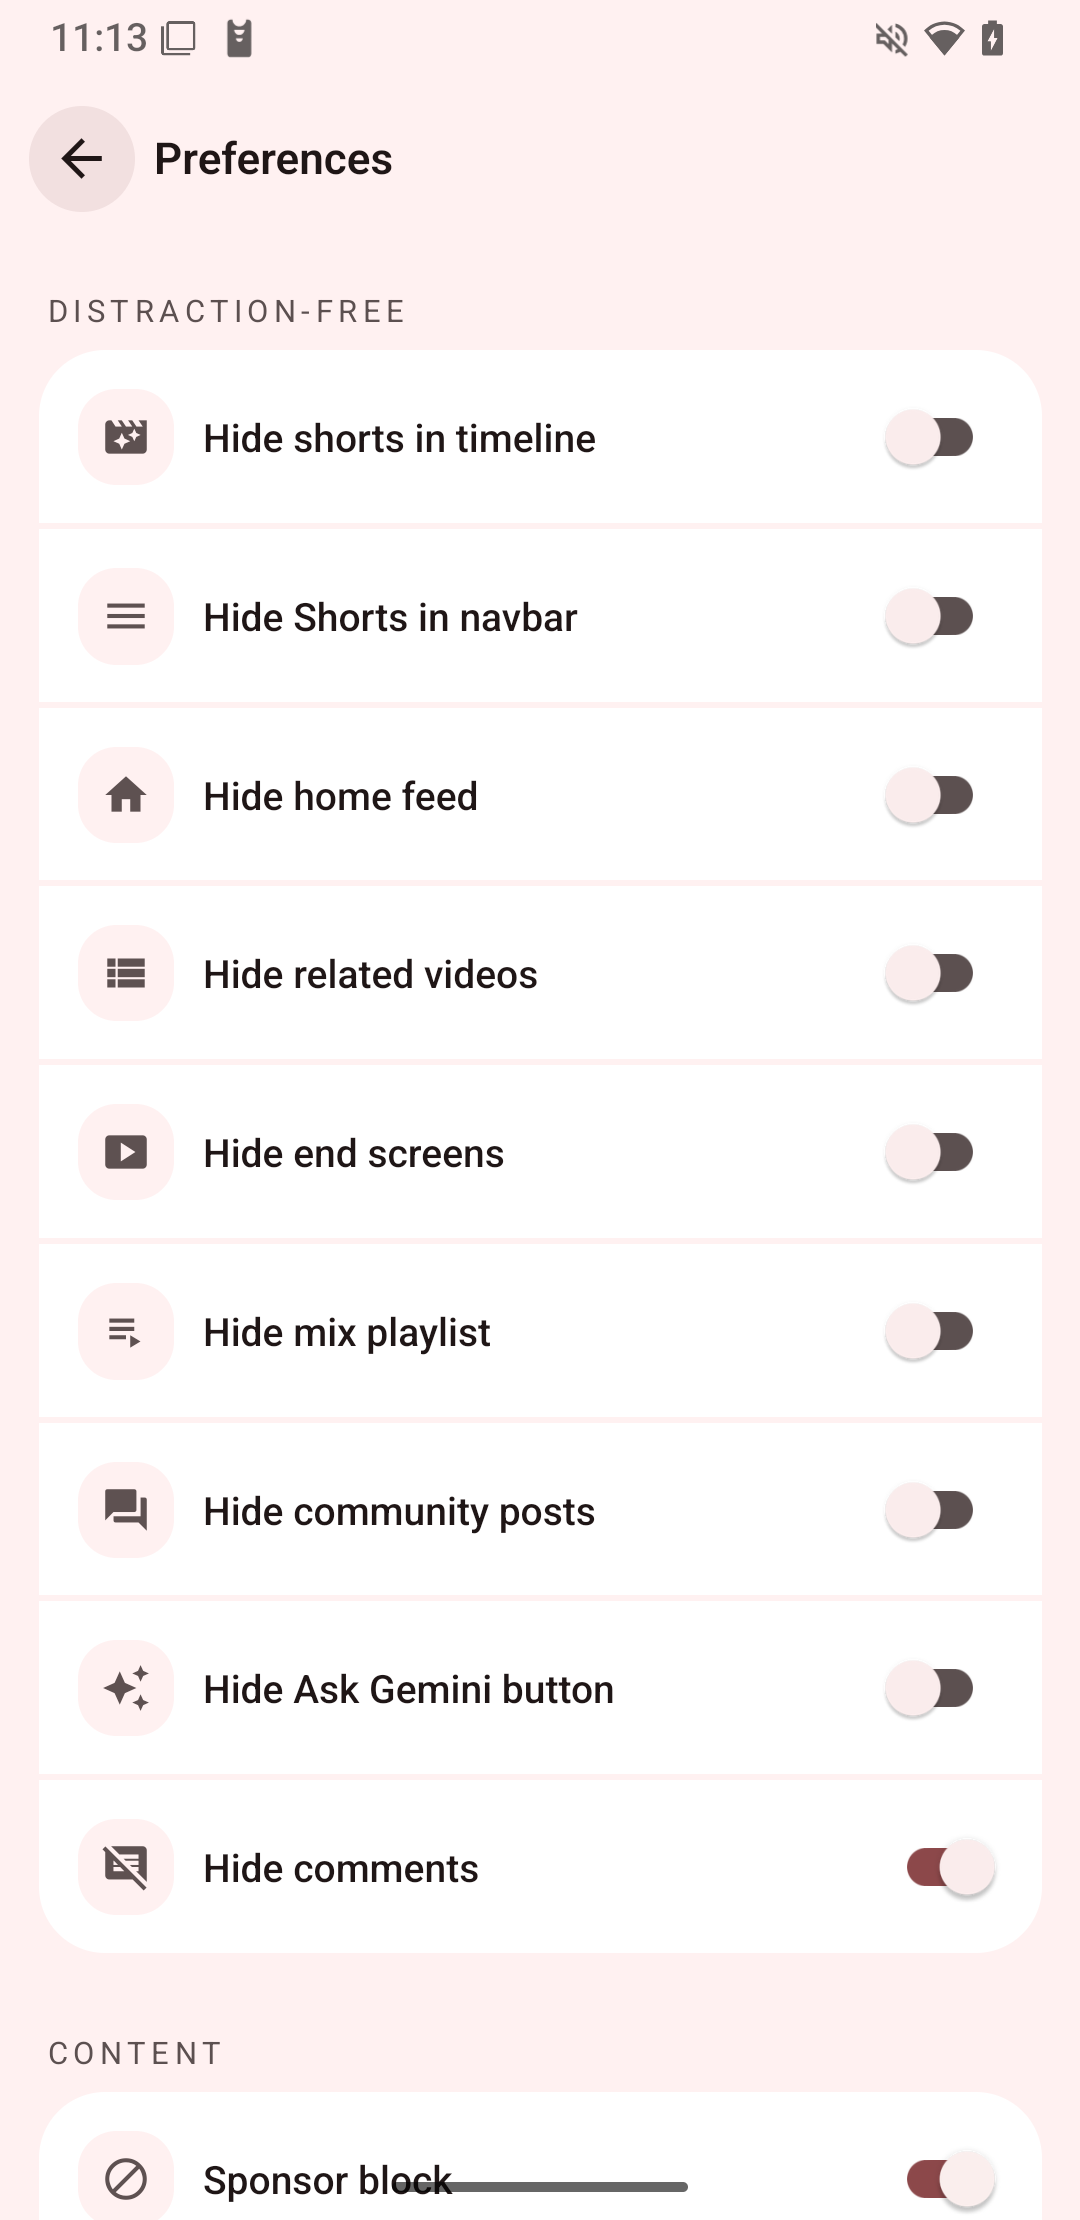 11:13
Preferences
DISTRACTION-FREE
Hide shorts in timeline
Hide Shorts in navbar
Hide home feed
Hide related videos
Hide end screens
Hide mix playlist
Hide community posts
Hide Ask Gemini button
Hide comments
CONTENT
Sponsor block